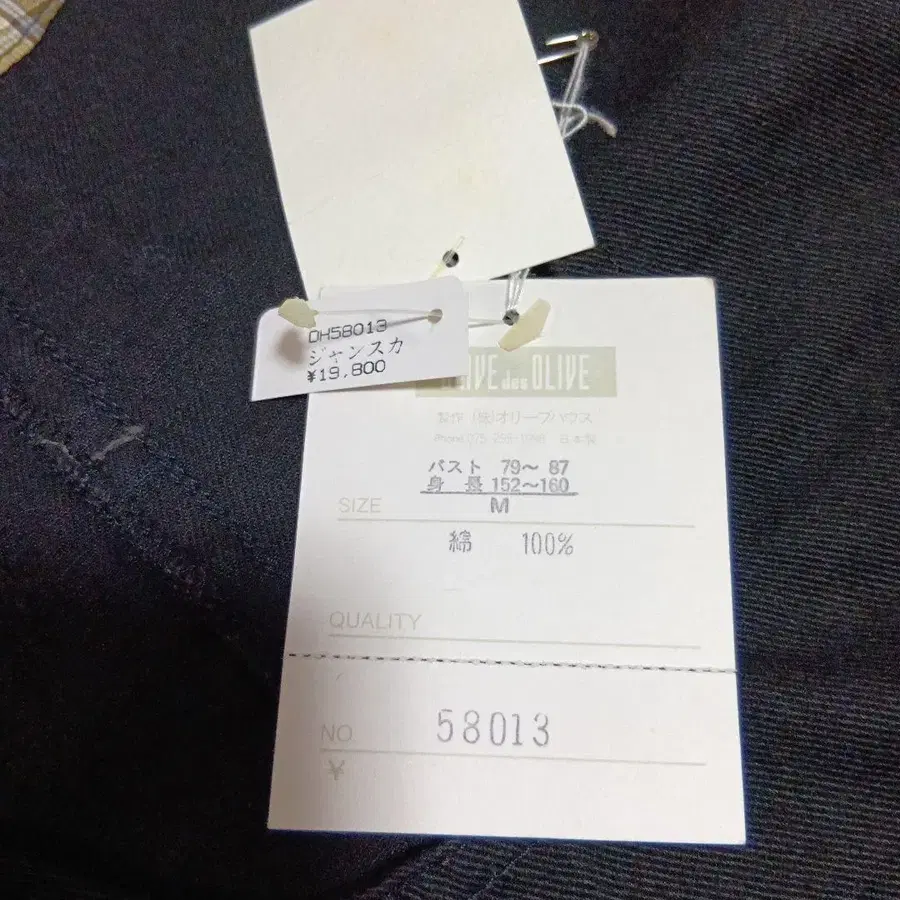 OH58013
ジャンスカ
¥19,800
OLIVE des OLIVE
製作 (株)オリーブハウス
Phone 日本製
バスト 79～87
身長 152～160
SIZE M
綿 100%
QUALITY
NO 58013
¥